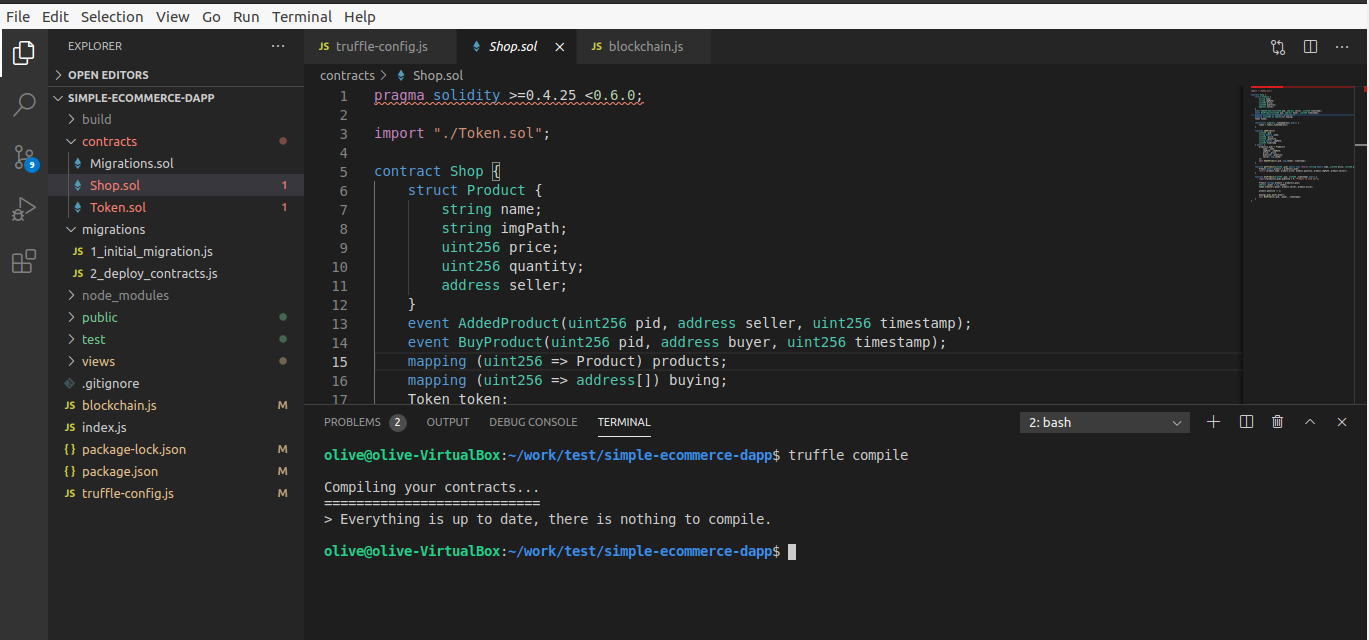 File Edit Selection View Go Run Terminal Help
EXPLORER
OPEN EDITORS
SIMPLE-ECOMMERCE-DAPP
build
contracts
Migrations.sol
Shop.sol 1
Token.sol 1
migrations
JS 1_initial_migration.js
JS 2_deploy_contracts.js
node_modules
public
test
views
.gitignore
JS blockchain.js M
JS index.js
{} package-lock.json M
{} package.json M
JS truffle-config.js M
9
JS truffle-config.js
Shop.sol
JS blockchain.js
contracts > Shop.sol
1 pragma solidity >=0.4.25 <0.6.0;
2
3 import "./Token.sol";
4
5 contract Shop {
6 struct Product {
7 string name;
8 string imgPath;
9 uint256 price;
10 uint256 quantity;
11 address seller;
12 }
13 event AddedProduct(uint256 pid, address seller, uint256 timestamp);
14 event BuyProduct(uint256 pid, address buyer, uint256 timestamp);
15 mapping (uint256 => Product) products;
16 mapping (uint256 => address[]) buying;
17 Token token;
PROBLEMS 2 OUTPUT DEBUG CONSOLE TERMINAL 2: bash
olive@olive-VirtualBox:~/work/test/simple-ecommerce-dapp$ truffle compile
Compiling your contracts...
===========================
> Everything is up to date, there is nothing to compile.
olive@olive-VirtualBox:~/work/test/simple-ecommerce-dapp$